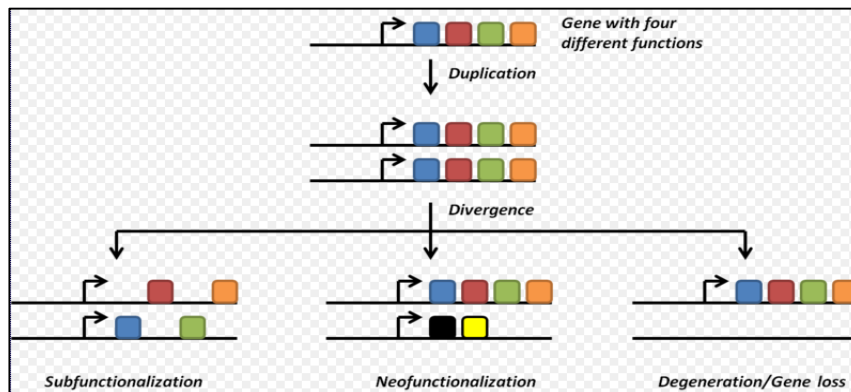 Gene with four
different functions
Duplication
Divergence
Subfunctionalization
Neofunctionalization
Degeneration/Gene loss